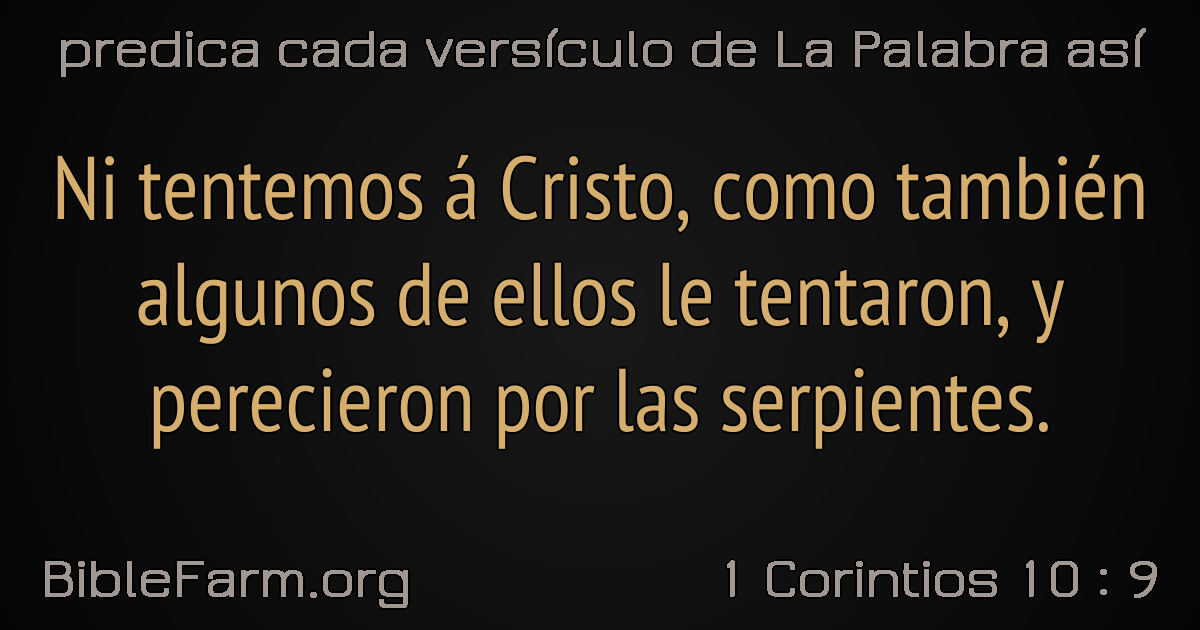 predica cada versículo de La Palabra así
Ni tentemos á Cristo, como también
algunos de ellos le tentaron, y
perecieron por las serpientes.
BibleFarm.org
1 Corintios 10 : 9